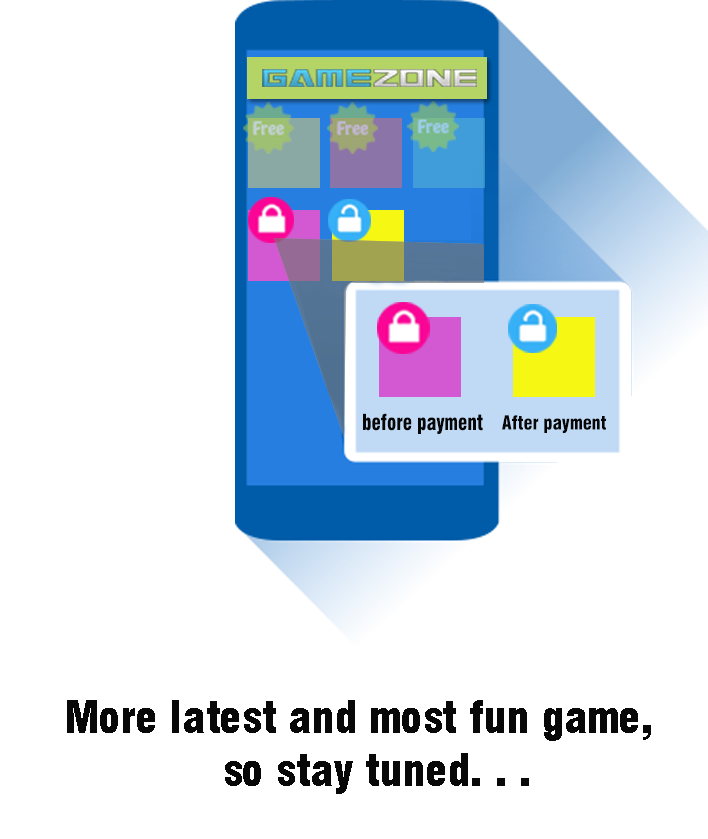 GAMEZONE
Free
Free
Free
before payment
After payment
More latest and most fun game,
so stay tuned. . .